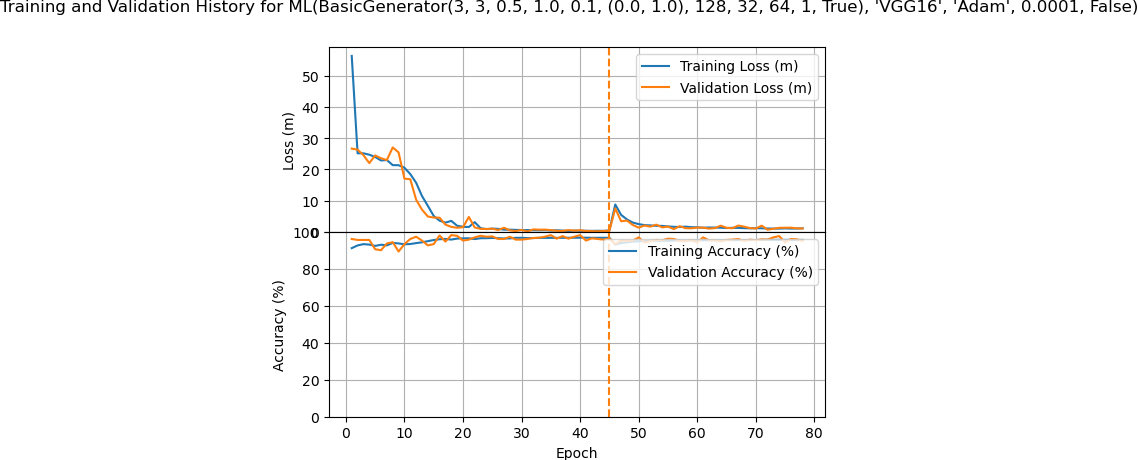 Training and Validation History for ML(BasicGenerator(3, 3, 0.5, 1.0, 0.1, (0.0, 1.0), 128, 32, 64, 1, True), 'VGG16', 'Adam', 0.0001, False)
Loss (m)
50
40
30
20
10
0
Training Loss (m)
Validation Loss (m)
Accuracy (%)
100
80
60
40
20
0
Training Accuracy (%)
Validation Accuracy (%)
0 10 20 30 40 50 60 70 80
Epoch